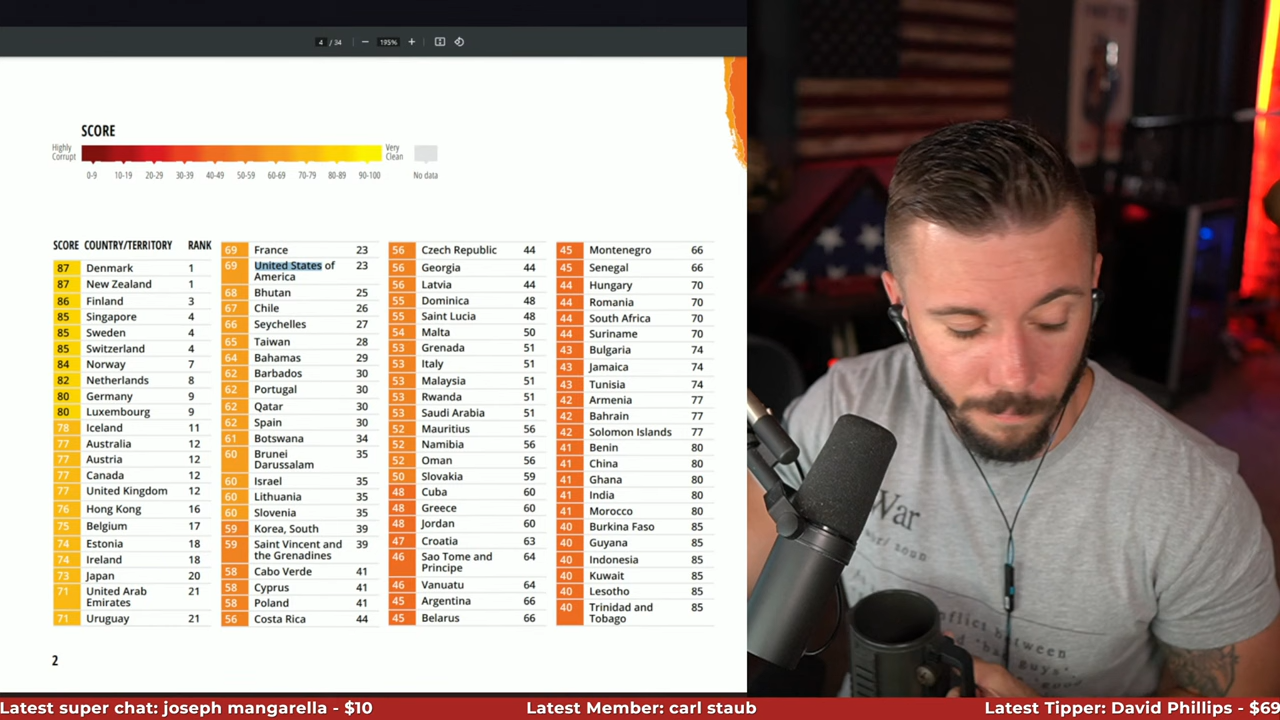 4 / 34
195%
SCORE
Highly
Corrupt
Very
Clean
0-9 10-19 20-29 30-39 40-49 50-59 60-69 70-79 80-89 90-100 No data
SCORE COUNTRY/TERRITORY RANK
87 Denmark 1
87 New Zealand 1
86 Finland 3
85 Singapore 4
85 Sweden 4
85 Switzerland 4
84 Norway 7
82 Netherlands 8
80 Germany 9
80 Luxembourg 9
78 Iceland 11
77 Australia 12
77 Austria 12
77 Canada 12
77 United Kingdom 12
76 Hong Kong 16
75 Belgium 17
74 Estonia 18
74 Ireland 18
73 Japan 20
71 United Arab 21
Emirates
71 Uruguay 21
69 France 23
69 United States of 23
America
68 Bhutan 25
67 Chile 26
66 Seychelles 27
65 Taiwan 28
64 Bahamas 29
62 Barbados 30
62 Portugal 30
62 Qatar 30
62 Spain 30
61 Botswana 34
60 Brunei 35
Darussalam
60 Israel 35
60 Lithuania 35
60 Slovenia 35
59 Korea, South 39
59 Saint Vincent and 39
the Grenadines
58 Cabo Verde 41
58 Cyprus 41
58 Poland 41
56 Costa Rica 44
56 Czech Republic 44
56 Georgia 44
56 Latvia 44
55 Dominica 48
55 Saint Lucia 48
54 Malta 50
53 Grenada 51
53 Italy 51
53 Malaysia 51
53 Rwanda 51
53 Saudi Arabia 51
52 Mauritius 56
52 Namibia 56
52 Oman 56
50 Slovakia 59
48 Cuba 60
48 Greece 60
48 Jordan 60
47 Croatia 63
46 Sao Tome and 64
Principe
46 Vanuatu 64
45 Argentina 66
45 Belarus 66
45 Montenegro 66
45 Senegal 66
44 Hungary 70
44 Romania 70
44 South Africa 70
44 Suriname 70
43 Bulgaria 74
43 Jamaica 74
43 Tunisia 74
42 Armenia 77
42 Bahrain 77
42 Solomon Islands 77
41 Benin 80
41 China 80
41 Ghana 80
41 India 80
41 Morocco 80
40 Burkina Faso 85
40 Guyana 85
40 Indonesia 85
40 Kuwait 85
40 Lesotho 85
40 Trinidad and 85
Tobago
2
War
noun
between
guys
Latest super chat: joseph mangarella - $10
Latest Member: carl staub
Latest Tipper: David Phillips - $69